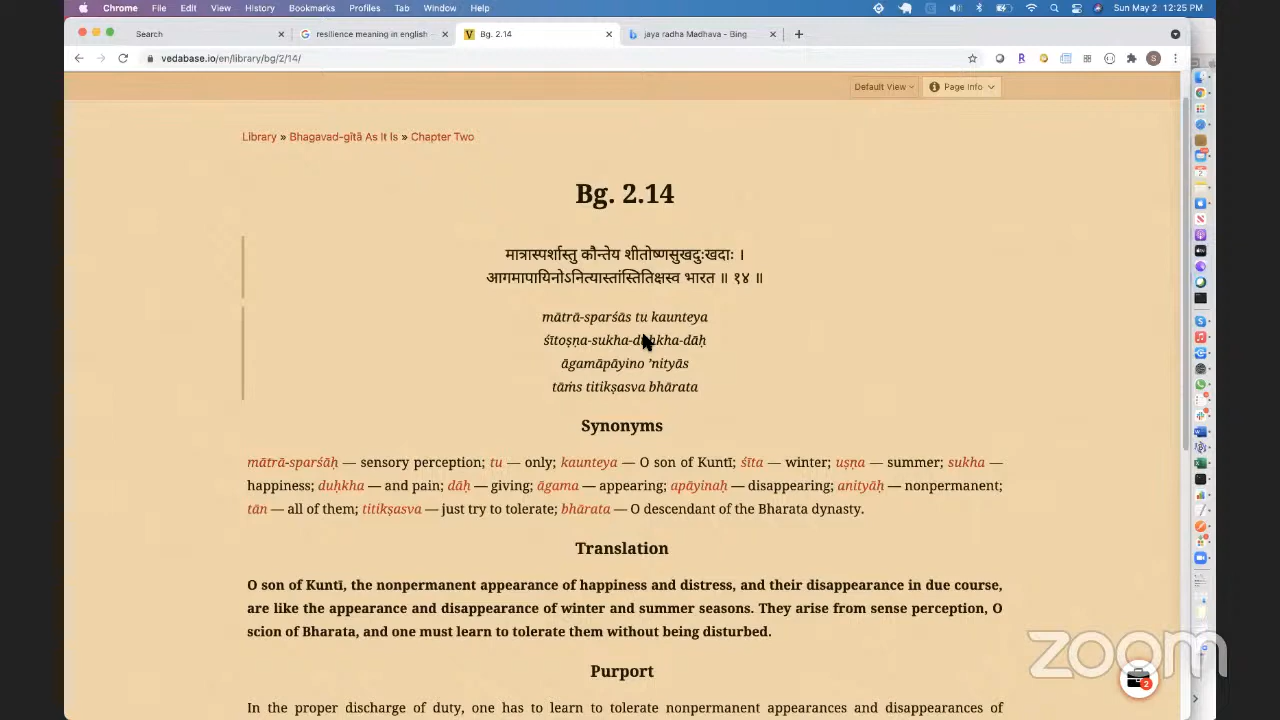 Chrome File Edit View History Bookmarks Profiles Tab Window Help Sun May 2 12:25 PM
Search resilience meaning in english - Bg. 2.14 jaya radha Madhava - Bing
vedabase.io/en/library/bg/2/14/
Default View Page Info
Library » Bhagavad-gītā As It Is » Chapter Two
Bg. 2.14
मात्रास्पर्शास्तु कौन्तेय शीतोष्णसुखदुःखदाः ।
आगमापायिनोऽनित्यास्तांस्तितिक्षस्व भारत ॥ १४ ॥
mātrā-sparśās tu kaunteya
śītoṣṇa-sukha-duḥkha-dāḥ
āgamāpāyino ’nityās
tāṁs titikṣasva bhārata
Synonyms
mātrā-sparśāḥ — sensory perception; tu — only; kaunteya — O son of Kuntī; śīta — winter; uṣṇa — summer; sukha —
happiness; duḥkha — and pain; dāḥ — giving; āgama — appearing; apāyinaḥ — disappearing; anityāḥ — nonpermanent;
tān — all of them; titikṣasva — just try to tolerate; bhārata — O descendant of the Bharata dynasty.
Translation
O son of Kuntī, the nonpermanent appearance of happiness and distress, and their disappearance in due course,
are like the appearance and disappearance of winter and summer seasons. They arise from sense perception, O
scion of Bharata, and one must learn to tolerate them without being disturbed.
Purport
In the proper discharge of duty, one has to learn to tolerate nonpermanent appearances and disappearances of
zoom
2